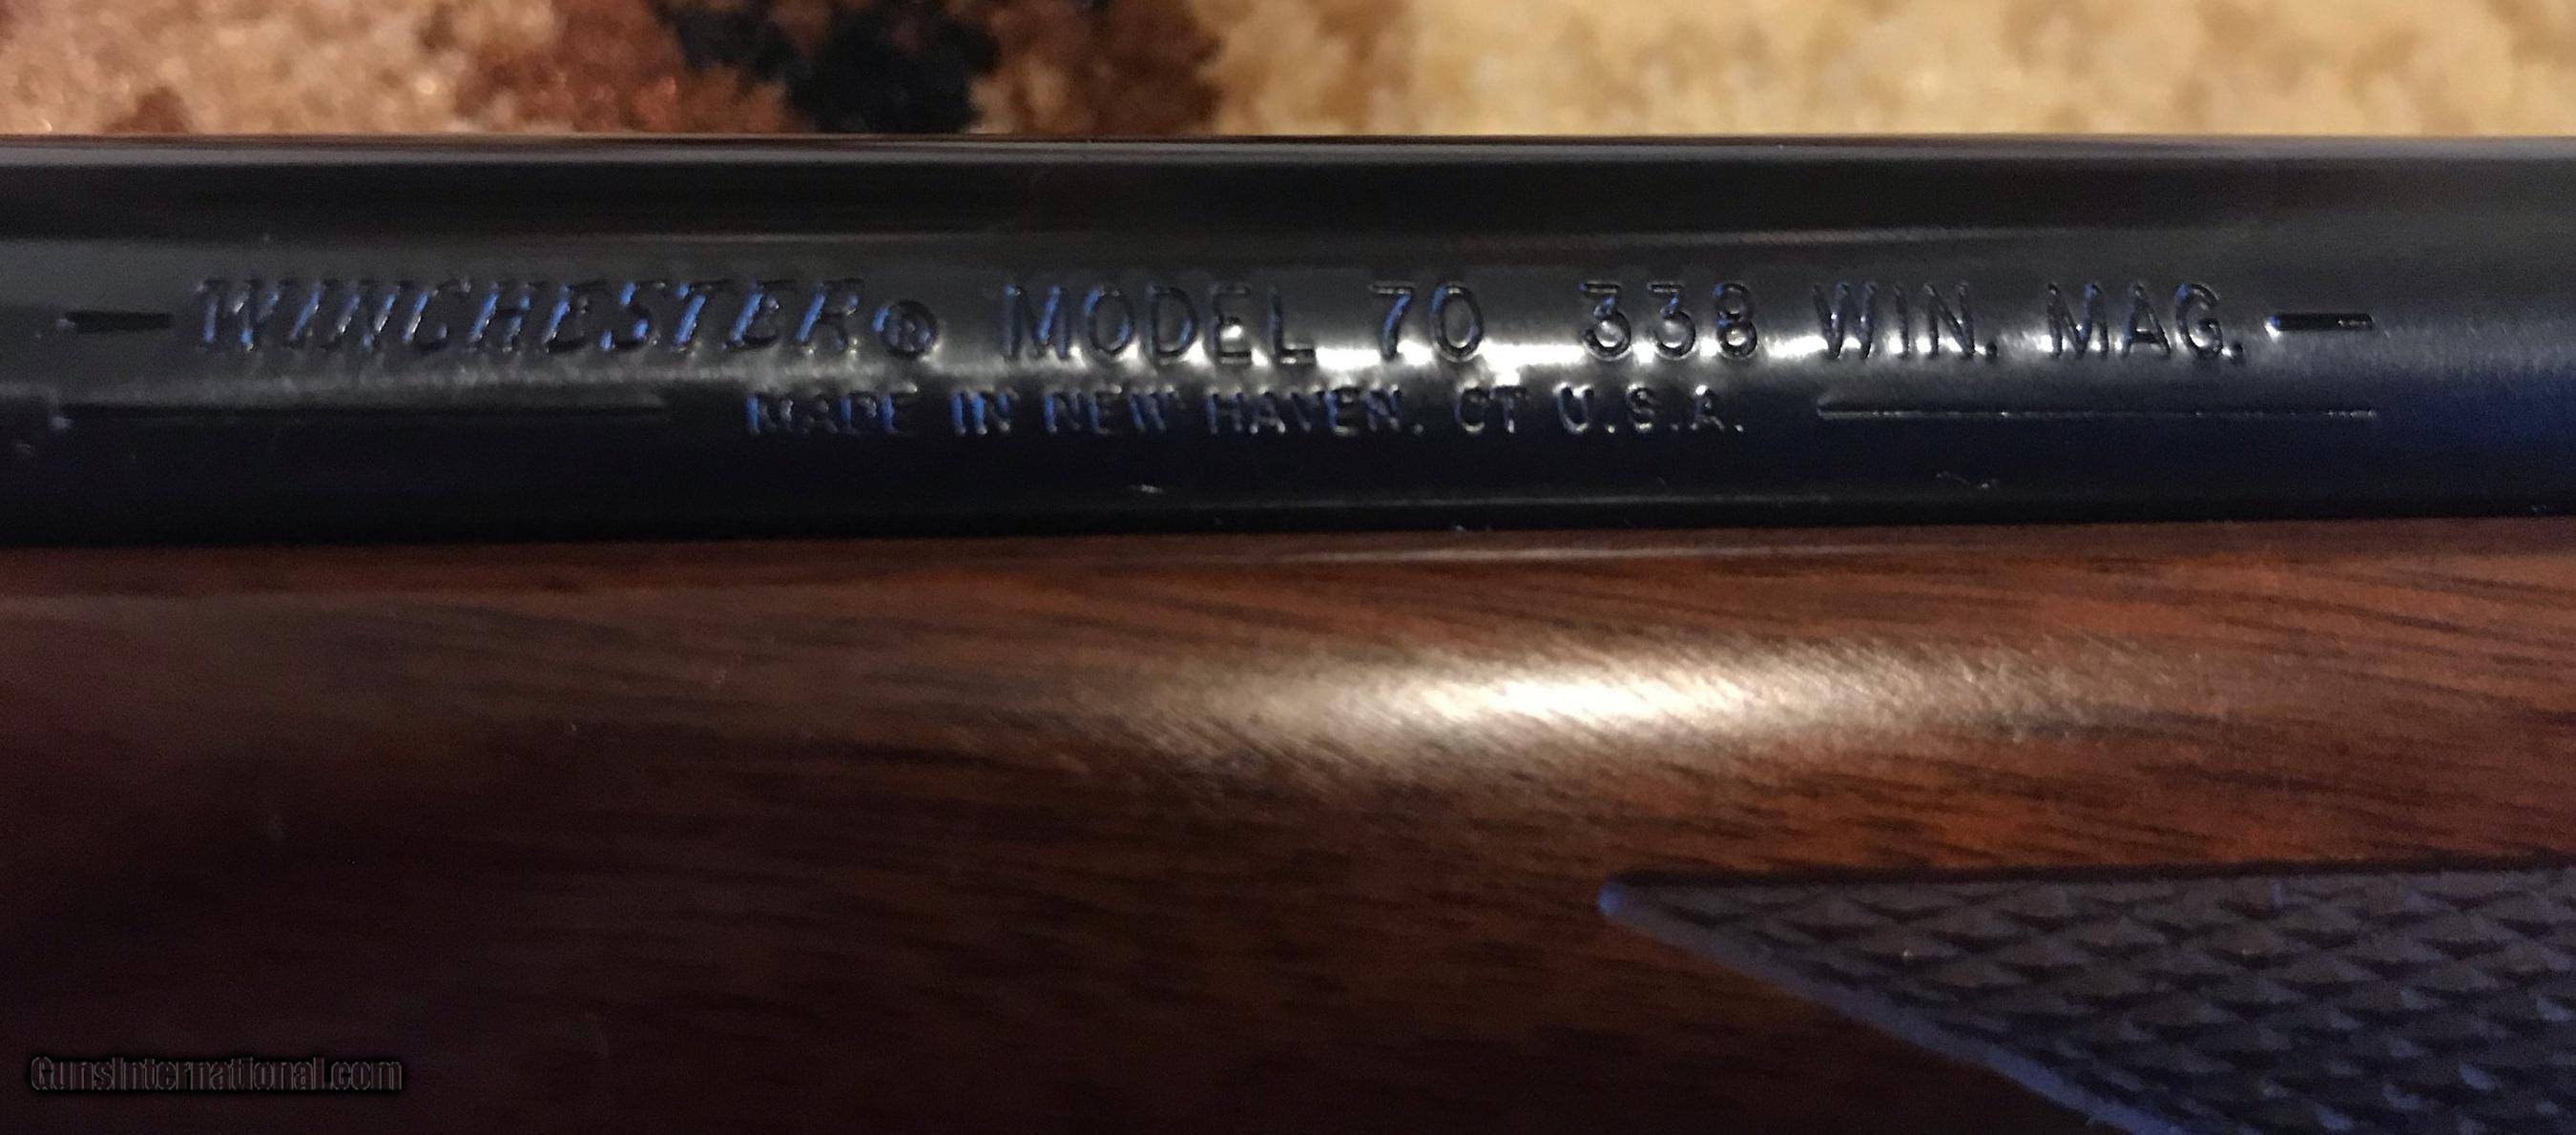 WINCHESTER® MODEL 70 338 WIN. MAG.
MADE IN NEW HAVEN, CT U.S.A.
GunsInternational.com